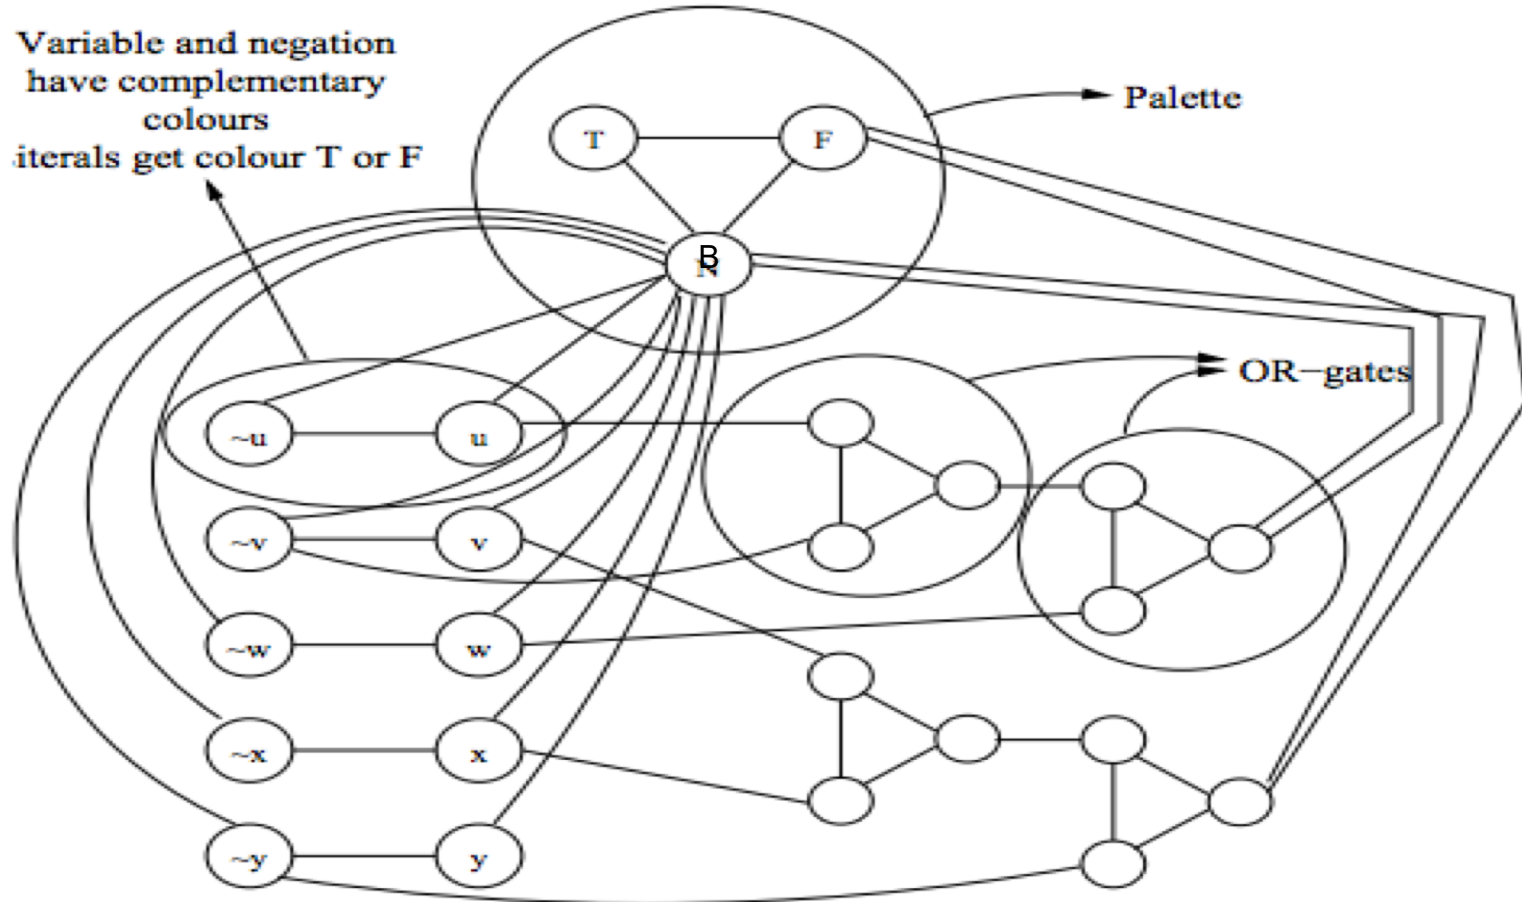 Variable and negation
have complementary
colours
iterals get colour T or F
Palette
T
F
B
N
OR−gates
~u
u
~v
v
~w
w
~x
x
~y
y